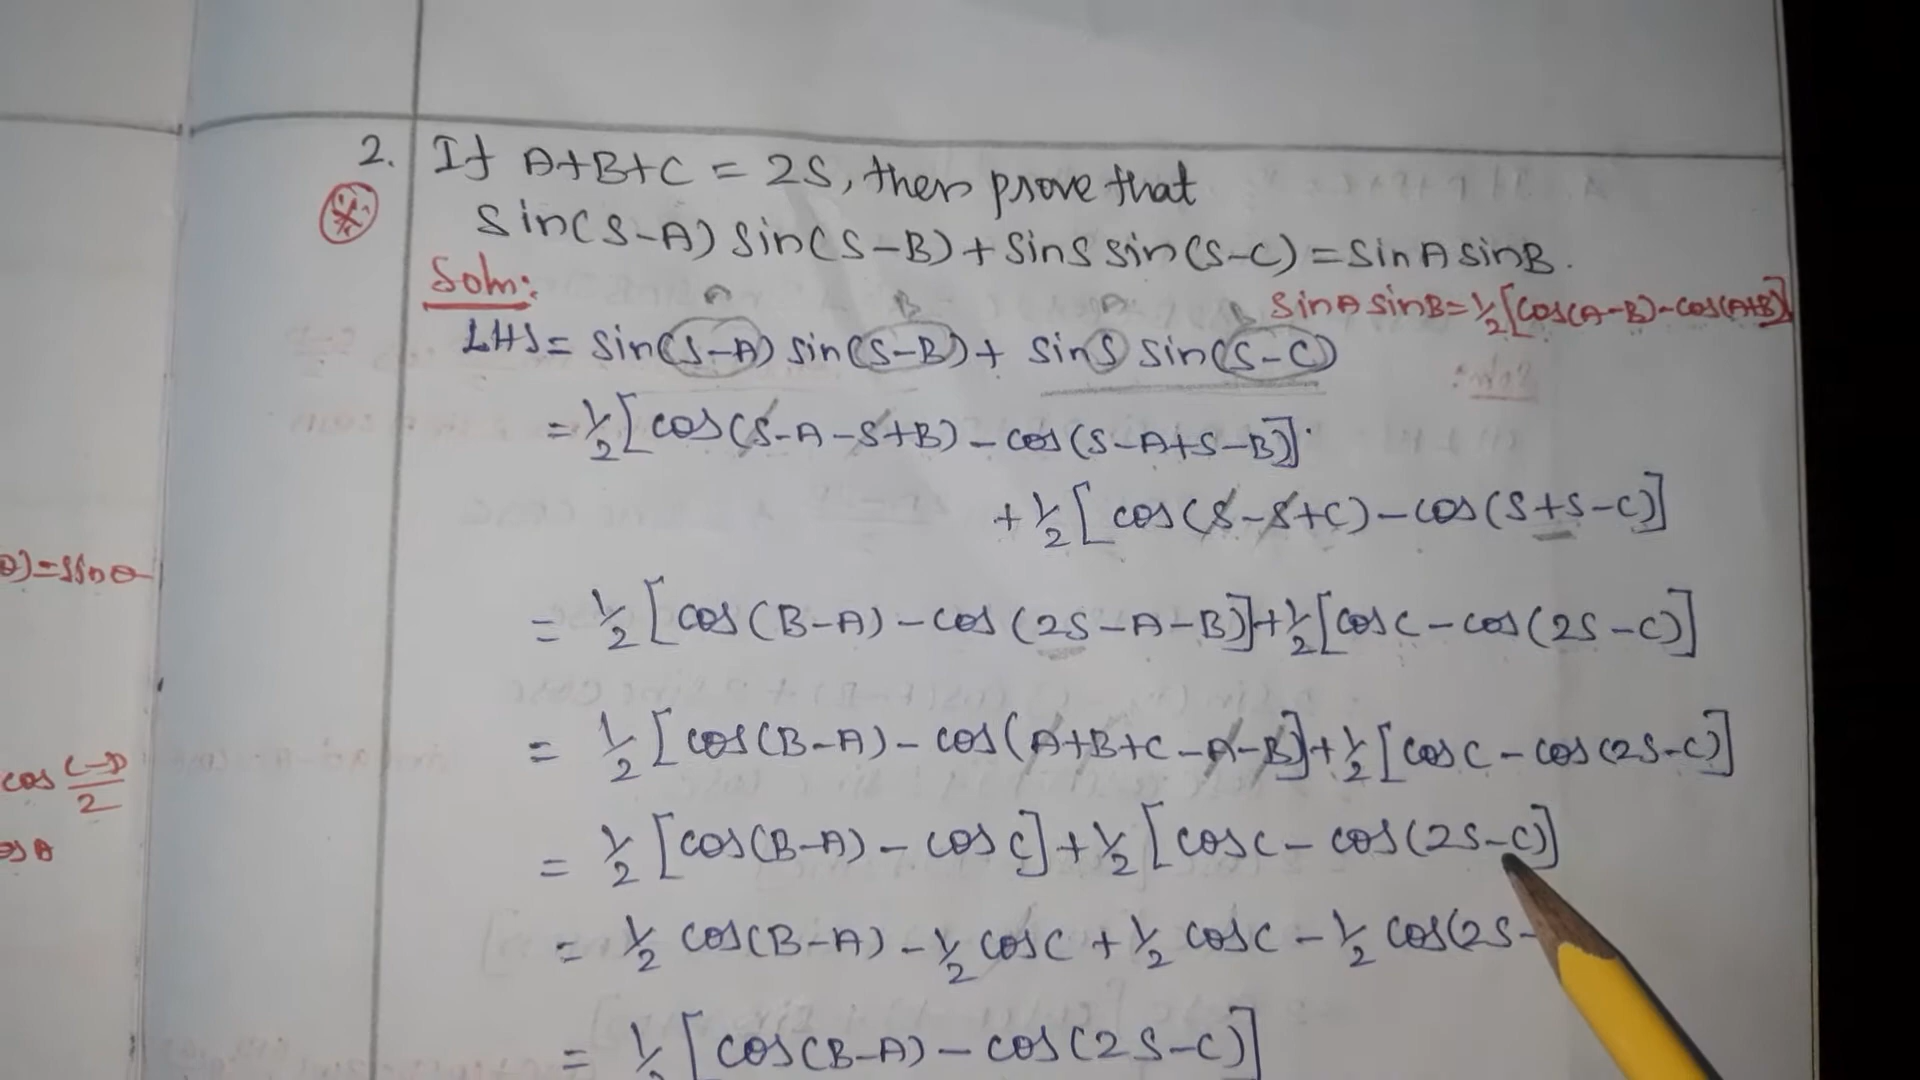 2. If A+B+C = 2S, then prove that
sin(S-A) sin(S-B) + sinS sin(S-C) = sinA sinB.
Soln:
A B A B
sinA sinB = 1/2 [cos(A-B) - cos(A+B)]
LHS = sin(S-A) sin(S-B) + sinS sin(S-C)
= 1/2 [cos(S-A-S+B) - cos(S-A+S-B)]
+ 1/2 [cos(S-S+C) - cos(S+S-C)]
= 1/2 [cos(B-A) - cos(2S-A-B)] + 1/2 [cosC - cos(2S-C)]
= 1/2 [cos(B-A) - cos(A+B+C-A-B] + 1/2 [cosC - cos(2S-C)]
= 1/2 [cos(B-A) - cosC] + 1/2 [cosC - cos(2S-C)]
= 1/2 cos(B-A) - 1/2 cosC + 1/2 cosC - 1/2 cos(2S-
= 1/2 [cos(B-A) - cos(2S-C)]
θ) = sinθ
cos C-D/2